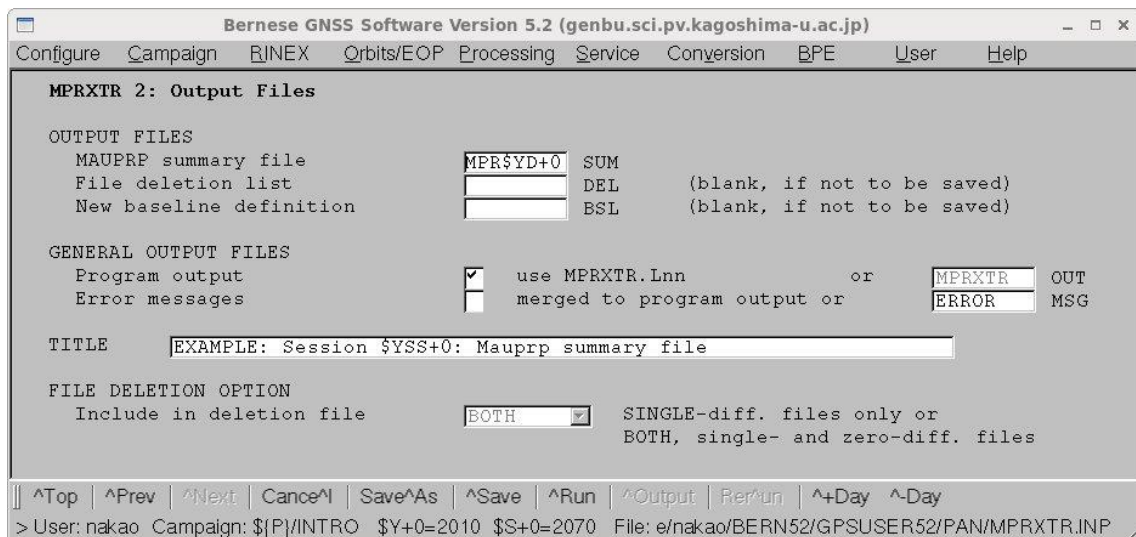 Bernese GNSS Software Version 5.2 (genbu.sci.pv.kagoshima-u.ac.jp)
Configure Campaign RINEX Orbits/EOP Processing Service Conversion BPE User Help
MPRXTR 2: Output Files
OUTPUT FILES
MAUPRP summary file MPR$YD+0 SUM
File deletion list DEL (blank, if not to be saved)
New baseline definition BSL (blank, if not to be saved)
GENERAL OUTPUT FILES
Program output use MPRXTR.Lnn or MPRXTR OUT
Error messages merged to program output or ERROR MSG
TITLE EXAMPLE: Session $YSS+0: Mauprp summary file
FILE DELETION OPTION
Include in deletion file BOTH SINGLE-diff. files only or
BOTH, single- and zero-diff. files
^Top | ^Prev | ^Next | Cance^l | Save^As | ^Save | ^Run | ^Output | Rer^un | ^+Day ^-Day
> User: nakao Campaign: ${P}/INTRO $Y+0=2010 $S+0=2070 File: e/nakao/BERN52/GPSUSER52/PAN/MPRXTR.INP